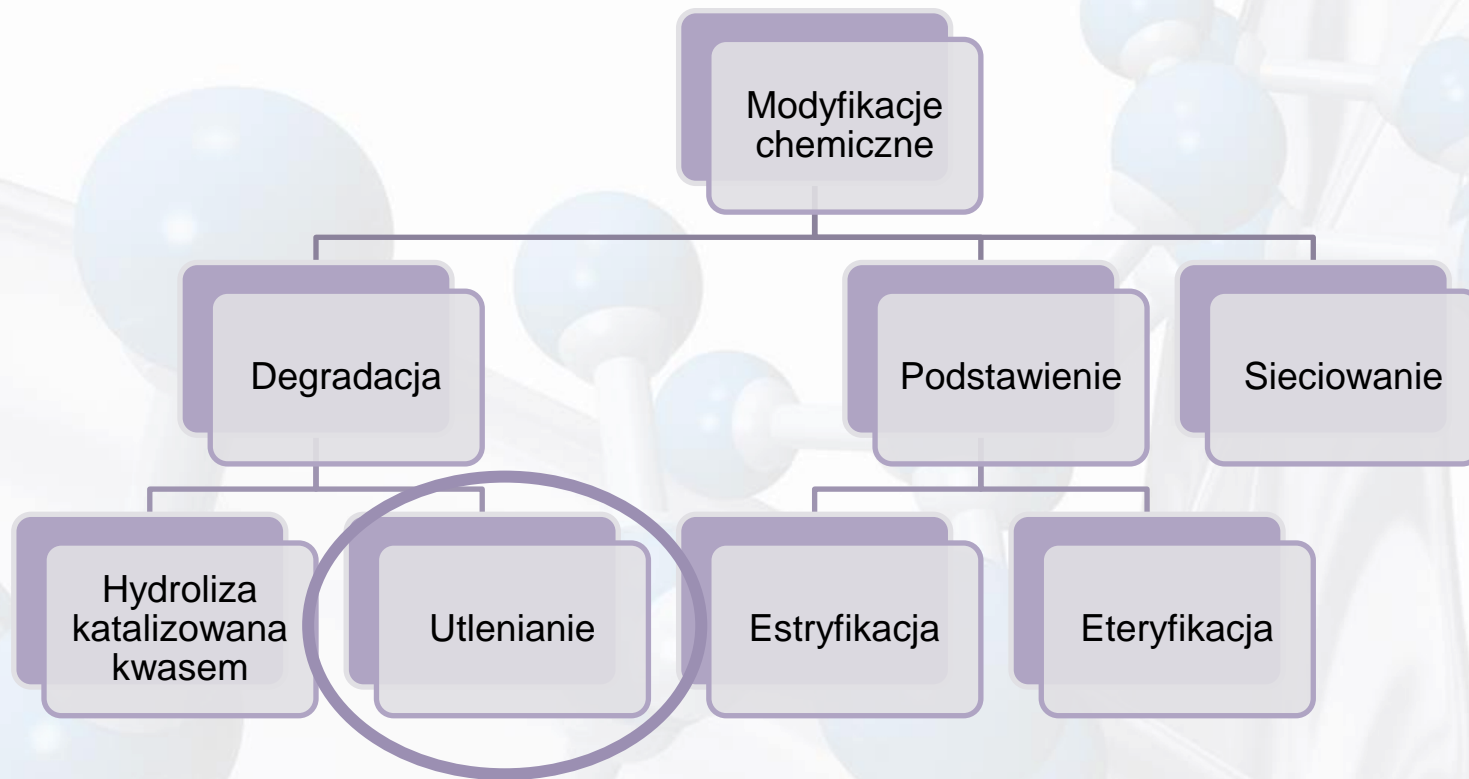 Modyfikacje
chemiczne
Degradacja
Podstawienie
Sieciowanie
Hydroliza
katalizowana
kwasem
Utlenianie
Estryfikacja
Eteryfikacja